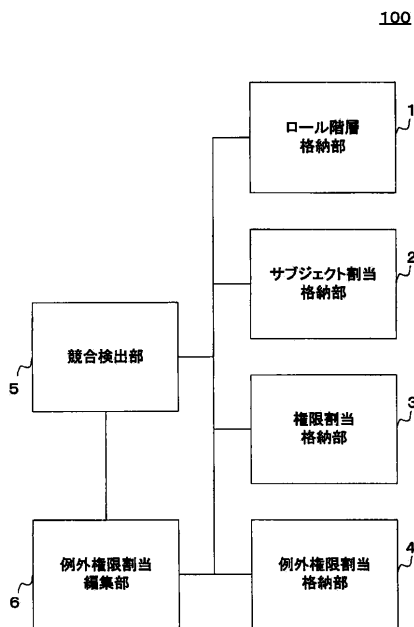 100
ロール階層
格納部
1
サブジェクト割当
格納部
2
競合検出部
5
権限割当
格納部
3
例外権限割当
編集部
6
例外権限割当
格納部
4